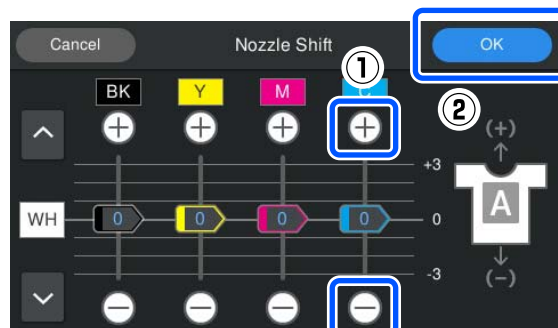 Cancel Nozzle Shift OK
①
BK Y M C
②
(+)
+3
WH 0 0 0 0 0 A
-3
(−)